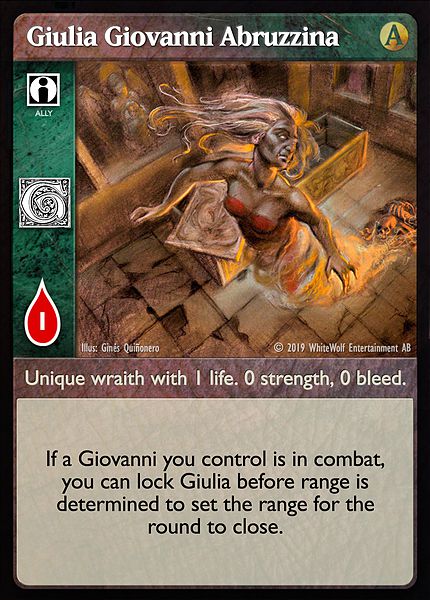 Giulia Giovanni Abruzzina
A
ALLY
G
1
Illus: Ginés Quiñonero
© 2019 WhiteWolf Entertainment AB
Unique wraith with 1 life. 0 strength, 0 bleed.
If a Giovanni you control is in combat,
you can lock Giulia before range is
determined to set the range for the
round to close.